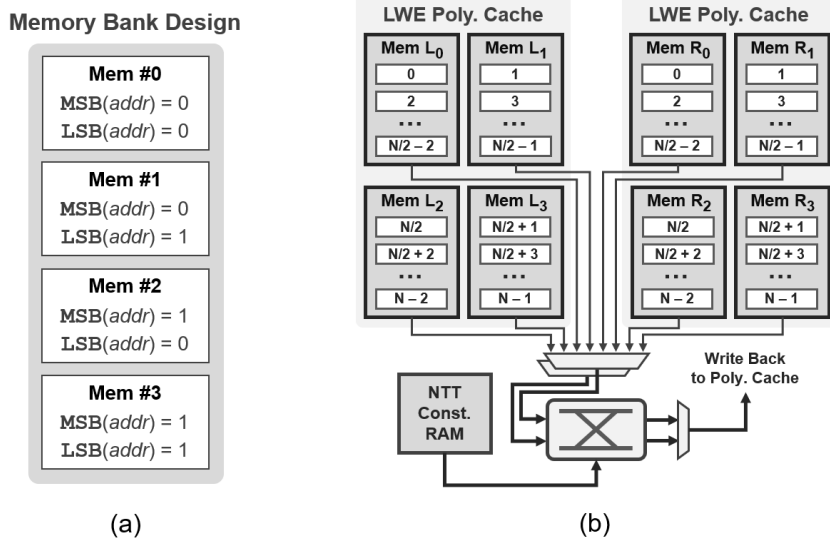 Memory Bank Design
Mem #0
MSB(addr) = 0
LSB(addr) = 0
Mem #1
MSB(addr) = 0
LSB(addr) = 1
Mem #2
MSB(addr) = 1
LSB(addr) = 0
Mem #3
MSB(addr) = 1
LSB(addr) = 1
(a)
LWE Poly. Cache
Mem L0
0
2
...
N/2 – 2
Mem L1
1
3
...
N/2 – 1
Mem L2
N/2
N/2 + 2
...
N – 2
Mem L3
N/2 + 1
N/2 + 3
...
N – 1
LWE Poly. Cache
Mem R0
0
2
...
N/2 – 2
Mem R1
1
3
...
N/2 – 1
Mem R2
N/2
N/2 + 2
...
N – 2
Mem R3
N/2 + 1
N/2 + 3
...
N – 1
NTT
Const.
RAM
Write Back
to Poly. Cache
(b)